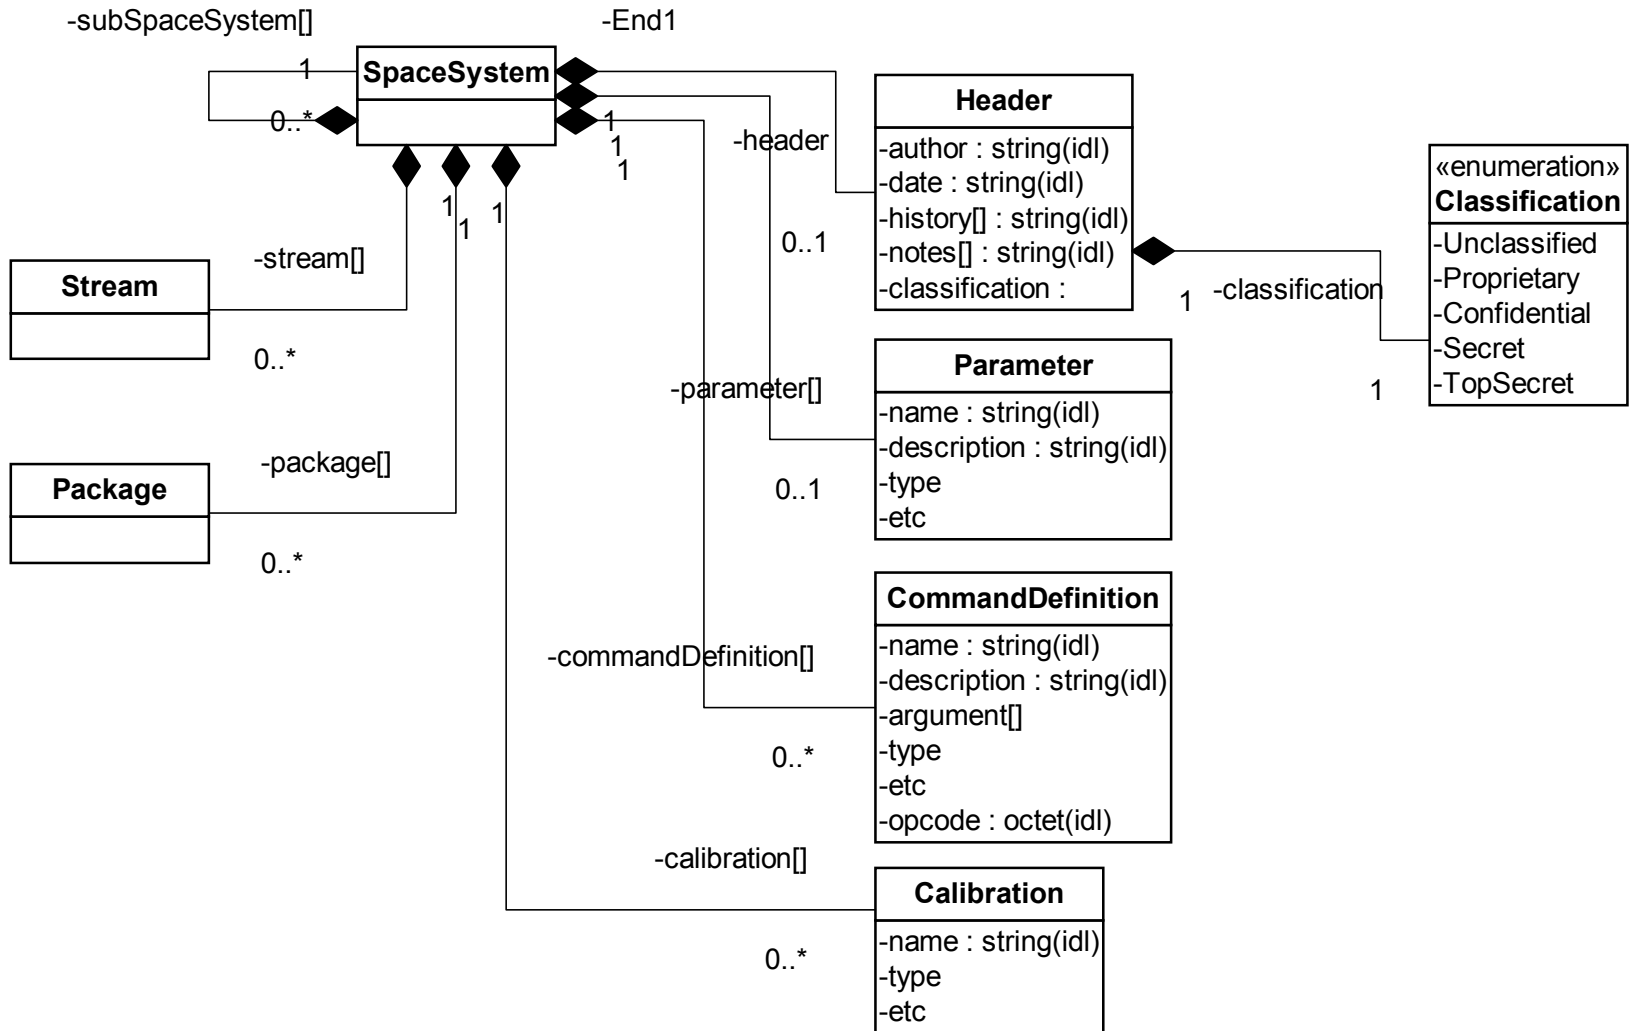 -subSpaceSystem[]
-End1
1
SpaceSystem
0..*
1
1
1
1
1
1
-header
0..1
Header
-author : string(idl)
-date : string(idl)
-history[] : string(idl)
-notes[] : string(idl)
-classification :
1
-classification
1
«enumeration»
Classification
-Unclassified
-Proprietary
-Confidential
-Secret
-TopSecret
-stream[]
Stream
0..*
-parameter[]
0..1
Parameter
-name : string(idl)
-description : string(idl)
-type
-etc
-package[]
Package
0..*
-commandDefinition[]
0..*
CommandDefinition
-name : string(idl)
-description : string(idl)
-argument[]
-type
-etc
-opcode : octet(idl)
-calibration[]
0..*
Calibration
-name : string(idl)
-type
-etc